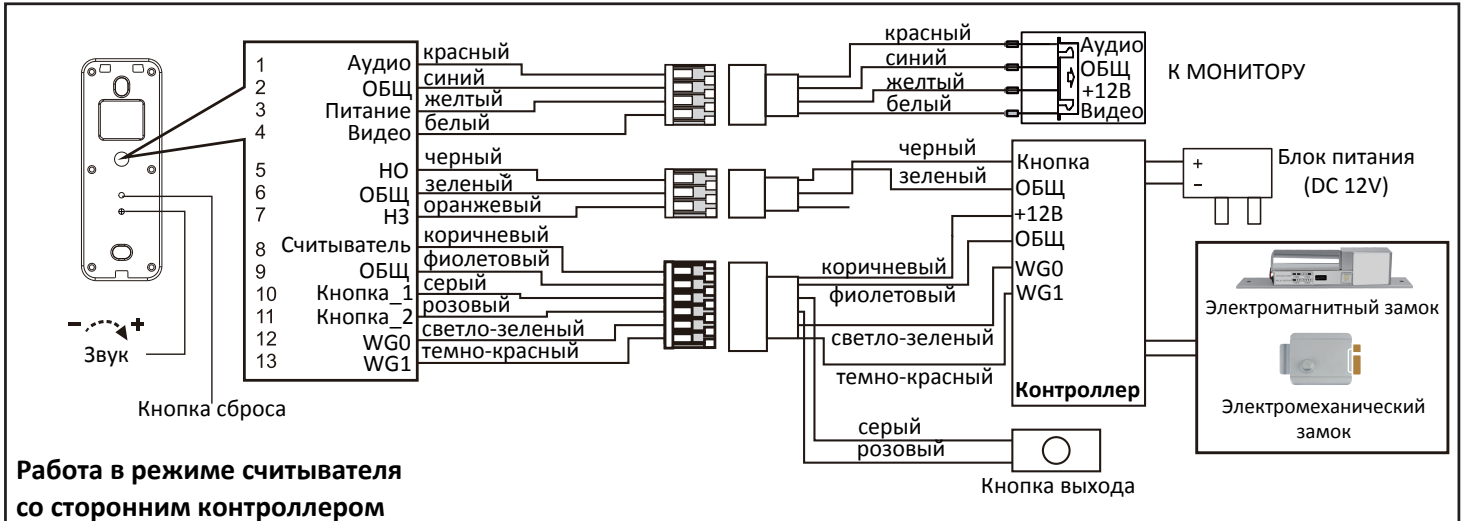 1 Аудио красный
2 ОБЩ синий
3 Питание желтый
4 Видео белый
5 НО черный
6 ОБЩ зеленый
7 НЗ оранжевый
8 Считыватель коричневый
9 ОБЩ фиолетовый
10 Кнопка_1 серый
11 Кнопка_2 розовый
12 WG0 светло-зеленый
13 WG1 темно-красный
- +
Звук
Кнопка сброса
красный Аудио
синий ОБЩ
желтый +12В
белый Видео
К МОНИТОРУ
черный Кнопка
зеленый ОБЩ
+12В
ОБЩ
коричневый WG0
фиолетовый WG1
светло-зеленый
темно-красный
Контроллер
серый
розовый
Кнопка выхода
+
–
Блок питания
(DC 12V)
Электромагнитный замок
Электромеханический
замок
Работа в режиме считывателя
со сторонним контроллером